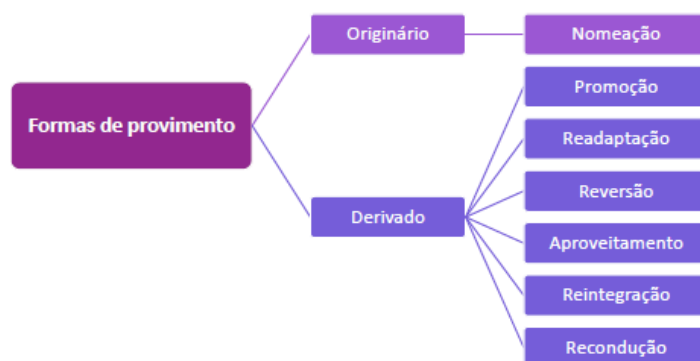 Formas de provimento
Originário
Nomeação
Derivado
Promoção
Readaptação
Reversão
Aproveitamento
Reintegração
Recondução